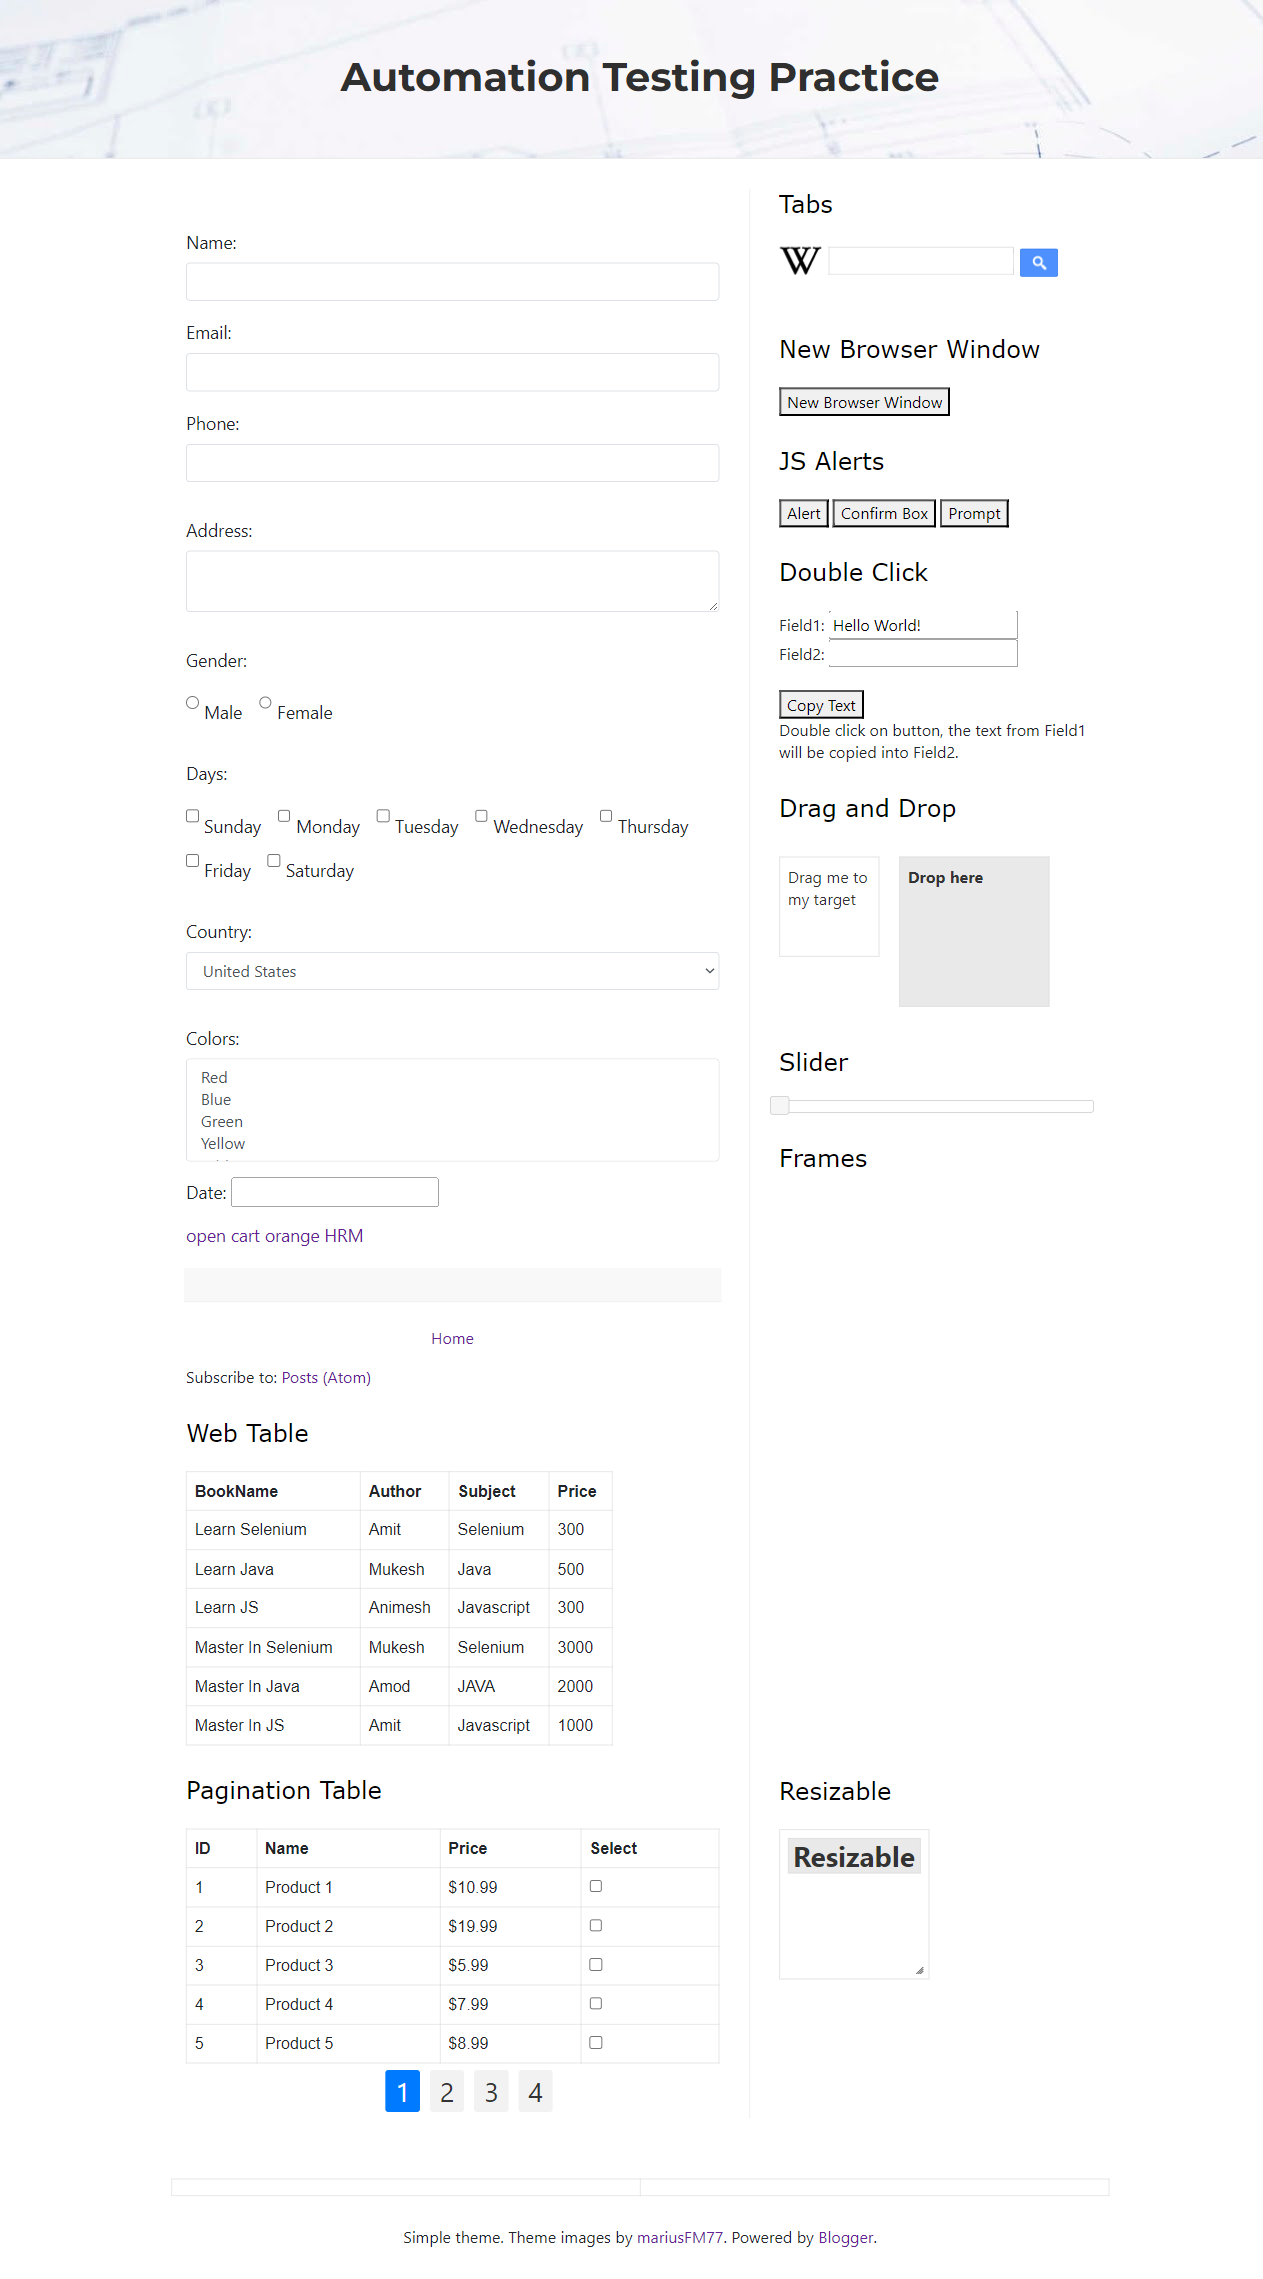 Automation Testing Practice
Name:
Email:
Phone:
Address:
Gender:
Male Female
Days:
Sunday Monday Tuesday Wednesday Thursday
Friday Saturday
Country:
United States
Colors:
Red
Blue
Green
Yellow
Date:
open cart orange HRM
Home
Subscribe to: Posts (Atom)
Web Table
BookName Author Subject Price
Learn Selenium Amit Selenium 300
Learn Java Mukesh Java 500
Learn JS Animesh Javascript 300
Master In Selenium Mukesh Selenium 3000
Master In Java Amod JAVA 2000
Master In JS Amit Javascript 1000
Pagination Table
ID Name Price Select
1 Product 1 $10.99
2 Product 2 $19.99
3 Product 3 $5.99
4 Product 4 $7.99
5 Product 5 $8.99
1 2 3 4
Tabs
W
New Browser Window
New Browser Window
JS Alerts
Alert Confirm Box Prompt
Double Click
Field1: Hello World!
Field2:
Copy Text
Double click on button, the text from Field1
will be copied into Field2.
Drag and Drop
Drag me to
my target
Drop here
Slider
Frames
Resizable
Resizable
Simple theme. Theme images by mariusFM77. Powered by Blogger.